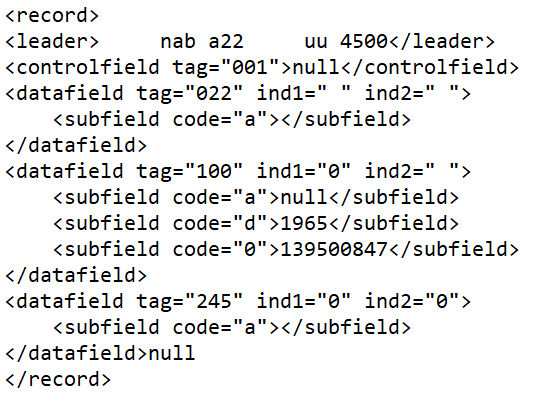 <record>
<leader>     nab a22     uu 4500</leader>
<controlfield tag="001">null</controlfield>
<datafield tag="022" ind1=" " ind2=" ">
    <subfield code="a"></subfield>
</datafield>
<datafield tag="100" ind1="0" ind2=" ">
    <subfield code="a">null</subfield>
    <subfield code="d">1965</subfield>
    <subfield code="0">139500847</subfield>
</datafield>
<datafield tag="245" ind1="0" ind2="0">
    <subfield code="a"></subfield>
</datafield>null
</record>